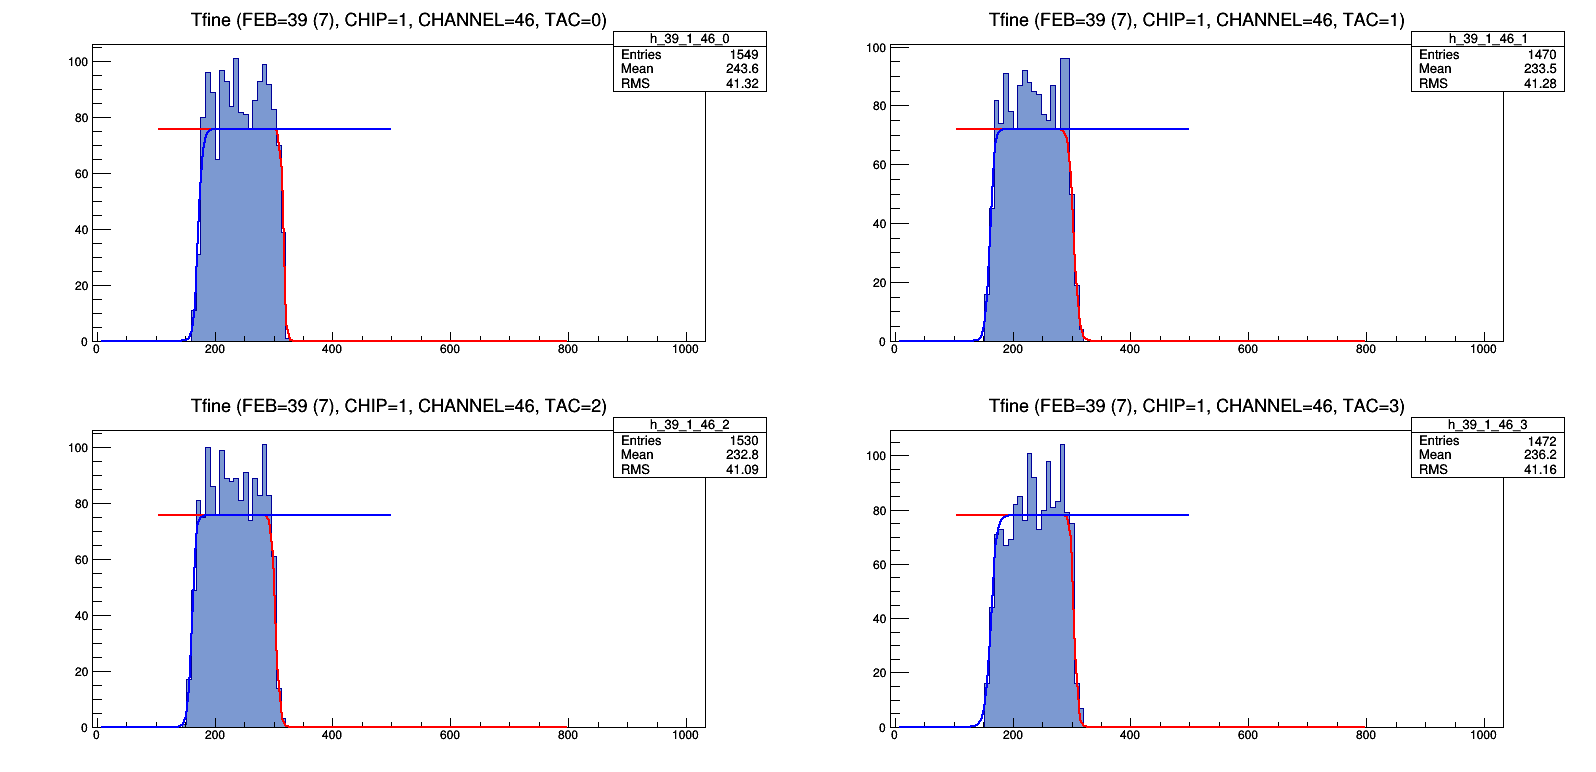 Tfine (FEB=39 (7), CHIP=1, CHANNEL=46, TAC=0)
h_39_1_46_0
Entries 1549
Mean 243.6
RMS 41.32
100
80
60
40
20
0
0 200 400 600 800 1000
Tfine (FEB=39 (7), CHIP=1, CHANNEL=46, TAC=1)
h_39_1_46_1
Entries 1470
Mean 233.5
RMS 41.28
100
80
60
40
20
0
0 200 400 600 800 1000
Tfine (FEB=39 (7), CHIP=1, CHANNEL=46, TAC=2)
h_39_1_46_2
Entries 1530
Mean 232.8
RMS 41.09
100
80
60
40
20
0
0 200 400 600 800 1000
Tfine (FEB=39 (7), CHIP=1, CHANNEL=46, TAC=3)
h_39_1_46_3
Entries 1472
Mean 236.2
RMS 41.16
100
80
60
40
20
0
0 200 400 600 800 1000